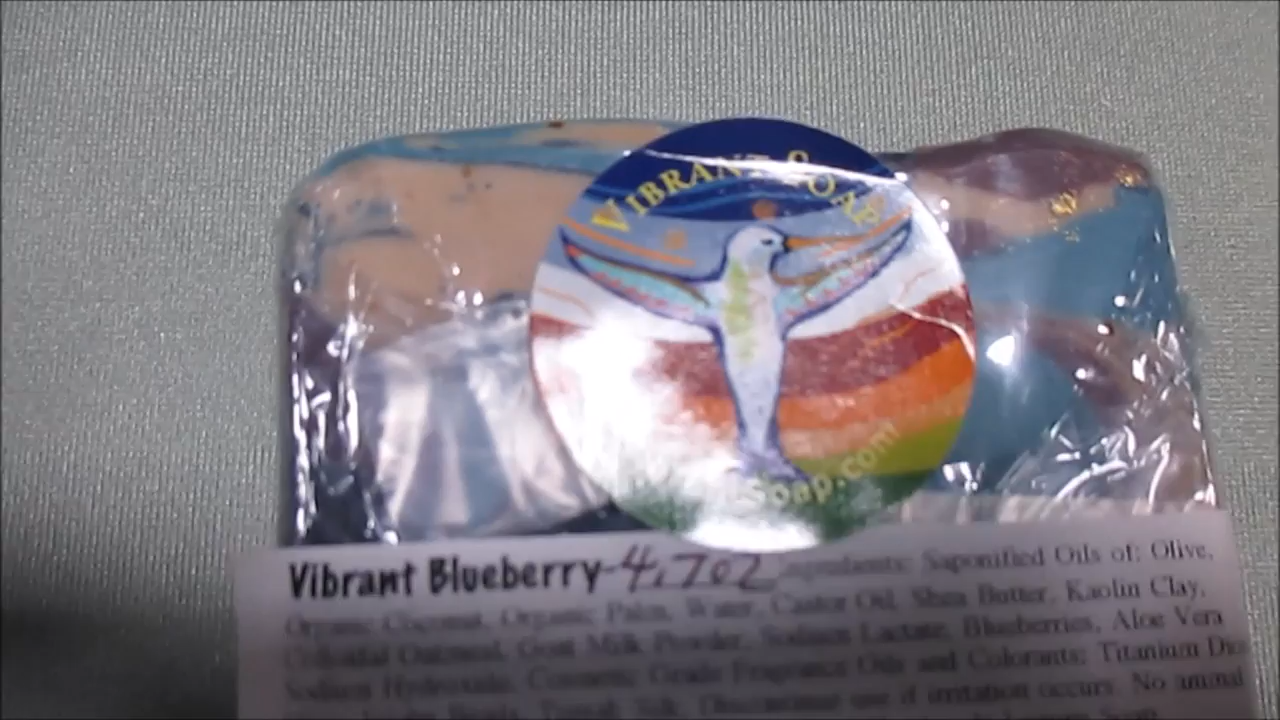 VIBRANT SOAP
Soap.com
Vibrant Blueberry 4.7oz Ingredients: Saponified Oils of: Olive,
Organic Coconut, Organic Palm, Water, Castor Oil, Shea Butter, Kaolin Clay,
Colloidal Oatmeal, Goat Milk Powder, Sodium Lactate, Blueberries, Aloe Vera
Sodium Hydroxide, Cosmetic Grade Fragrance Oils and Colorants: Titanium
Silk. Discontinue use if irritation occurs. No animal